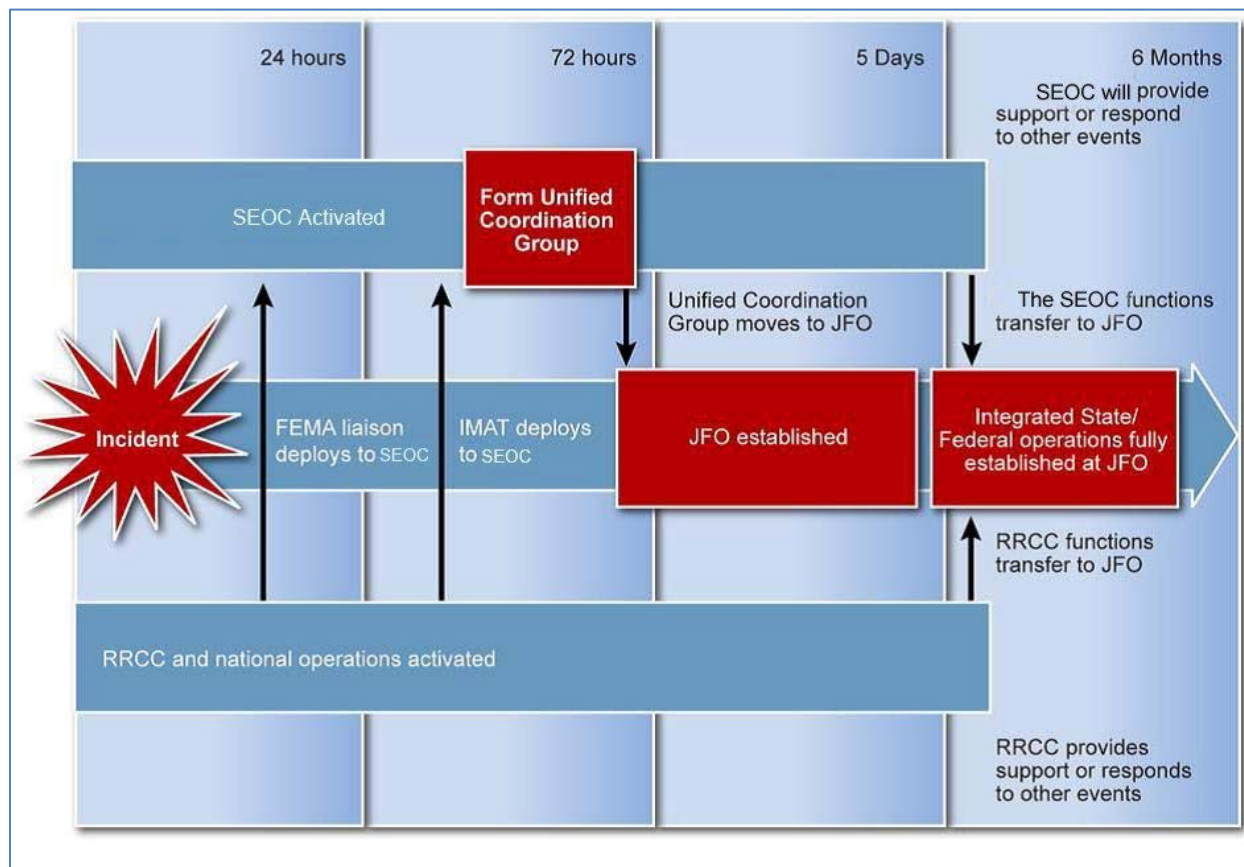 24 hours
72 hours
5 Days
6 Months
SEOC will provide
support or respond
to other events
SEOC Activated
Form Unified
Coordination
Group
Unified Coordination
Group moves to JFO
The SEOC functions
transfer to JFO
Incident
FEMA liaison
deploys to SEOC
IMAT deploys
to SEOC
JFO established
Integrated State/
Federal operations fully
established at JFO
RRCC functions
transfer to JFO
RRCC and national operations activated
RRCC provides
support or responds
to other events